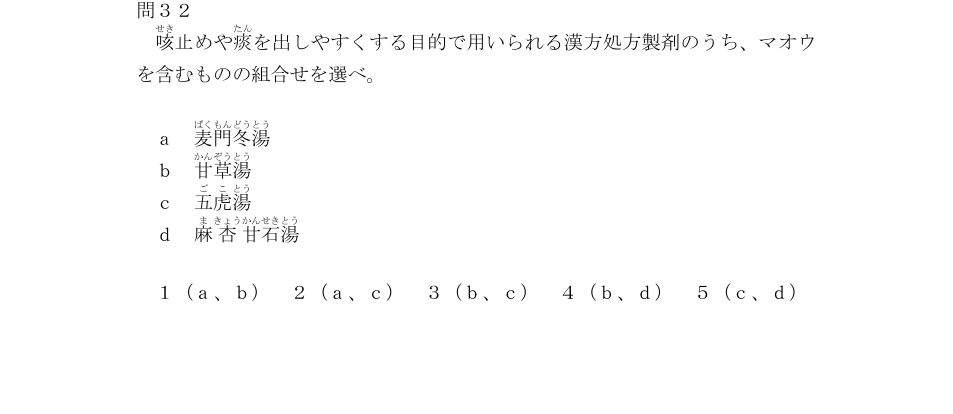 問３２
咳止めや痰を出しやすくする目的で用いられる漢方処方製剤のうち、マオウ
を含むものの組合せを選べ。
ａ　麦門冬湯
ｂ　甘草湯
ｃ　五虎湯
ｄ　麻杏甘石湯
１（ａ、ｂ）　２（ａ、ｃ）　３（ｂ、ｃ）　４（ｂ、ｄ）　５（ｃ、ｄ）